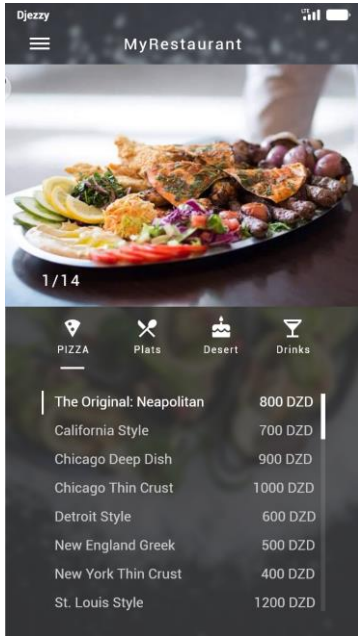 Djezzy
LTE
MyRestaurant
1/14
PIZZA
Plats
Desert
Drinks
The Original: Neapolitan 800 DZD
California Style 700 DZD
Chicago Deep Dish 900 DZD
Chicago Thin Crust 1000 DZD
Detroit Style 600 DZD
New England Greek 500 DZD
New York Thin Crust 400 DZD
St. Louis Style 1200 DZD